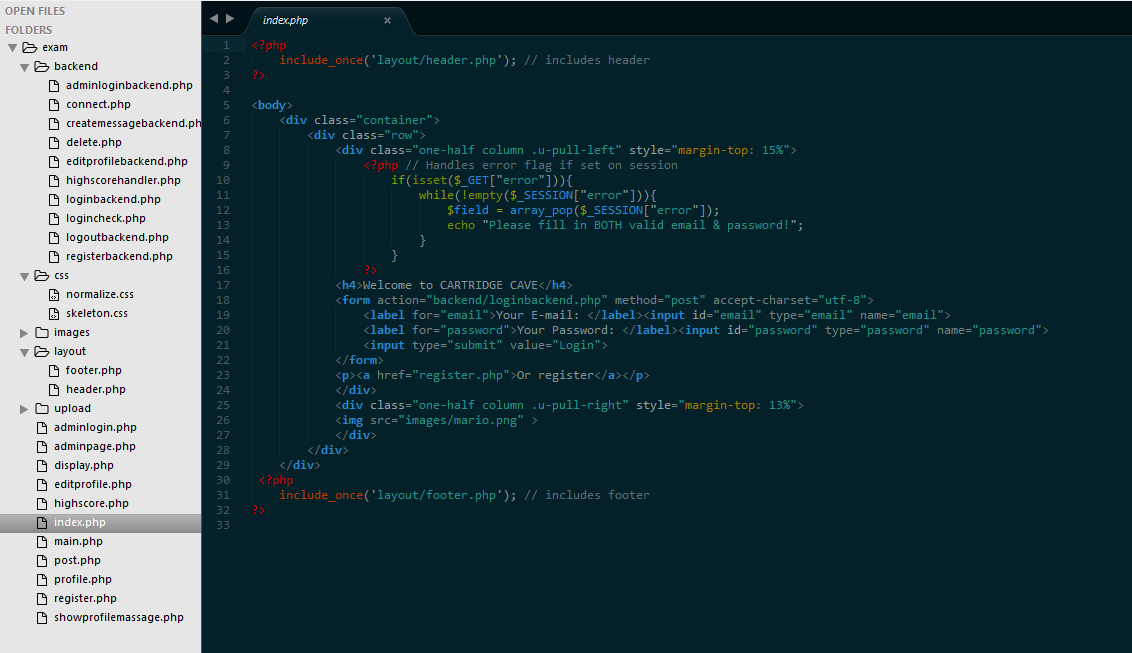 OPEN FILES
FOLDERS
exam
backend
adminloginbackend.php
connect.php
createmessagebackend.ph
delete.php
editprofilebackend.php
highscorehandler.php
loginbackend.php
logincheck.php
logoutbackend.php
registerbackend.php
css
normalize.css
skeleton.css
images
layout
footer.php
header.php
upload
adminlogin.php
adminpage.php
display.php
editprofile.php
highscore.php
index.php
main.php
post.php
profile.php
register.php
showprofilemassage.php
index.php ×
1 <?php
2 include_once('layout/header.php'); // includes header
3 ?>
4
5 <body>
6 <div class="container">
7 <div class="row">
8 <div class="one-half column .u-pull-left" style="margin-top: 15%">
9 <?php // Handles error flag if set on session
10 if(isset($_GET["error"])){
11 while(!empty($_SESSION["error"])){
12 $field = array_pop($_SESSION["error"]);
13 echo "Please fill in BOTH valid email & password!";
14 }
15 }
16 ?>
17 <h4>Welcome to CARTRIDGE CAVE</h4>
18 <form action="backend/loginbackend.php" method="post" accept-charset="utf-8">
19 <label for="email">Your E-mail: </label><input id="email" type="email" name="email">
20 <label for="password">Your Password: </label><input id="password" type="password" name="password">
21 <input type="submit" value="Login">
22 </form>
23 <p><a href="register.php">Or register</a></p>
24 </div>
25 <div class="one-half column .u-pull-right" style="margin-top: 13%">
26 <img src="images/mario.png" >
27 </div>
28 </div>
29 </div>
30 <?php
31 include_once('layout/footer.php'); // includes footer
32 ?>
33